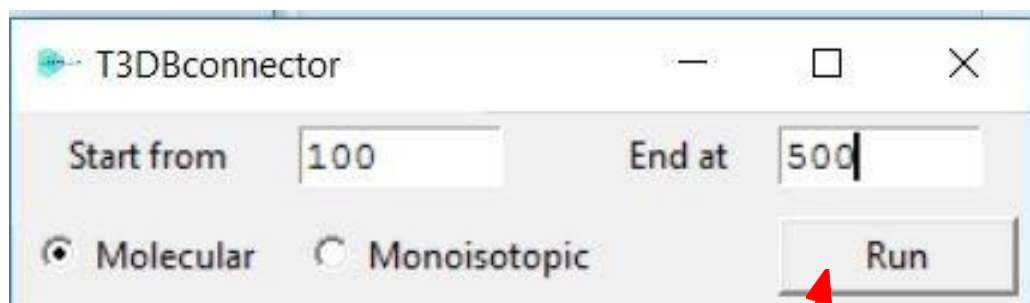 T3DBconnector
Start from 100 End at 500
Molecular Monoisotopic Run